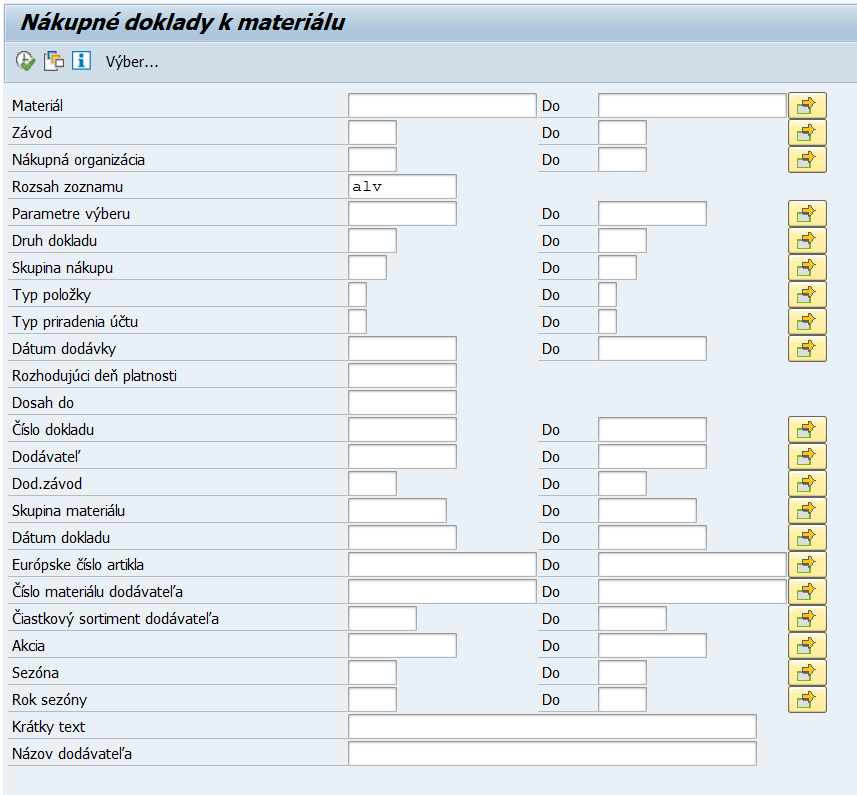 Nákupné doklady k materiálu
Výber...
Materiál Do
Závod Do
Nákupná organizácia Do
Rozsah zoznamu alv
Parametre výberu Do
Druh dokladu Do
Skupina nákupu Do
Typ položky Do
Typ priradenia účtu Do
Dátum dodávky Do
Rozhodujúci deň platnosti
Dosah do
Číslo dokladu Do
Dodávateľ Do
Dod.závod Do
Skupina materiálu Do
Dátum dokladu Do
Európske číslo artikla Do
Číslo materiálu dodávateľa Do
Čiastkový sortiment dodávateľa Do
Akcia Do
Sezóna Do
Rok sezóny Do
Krátky text
Názov dodávateľa